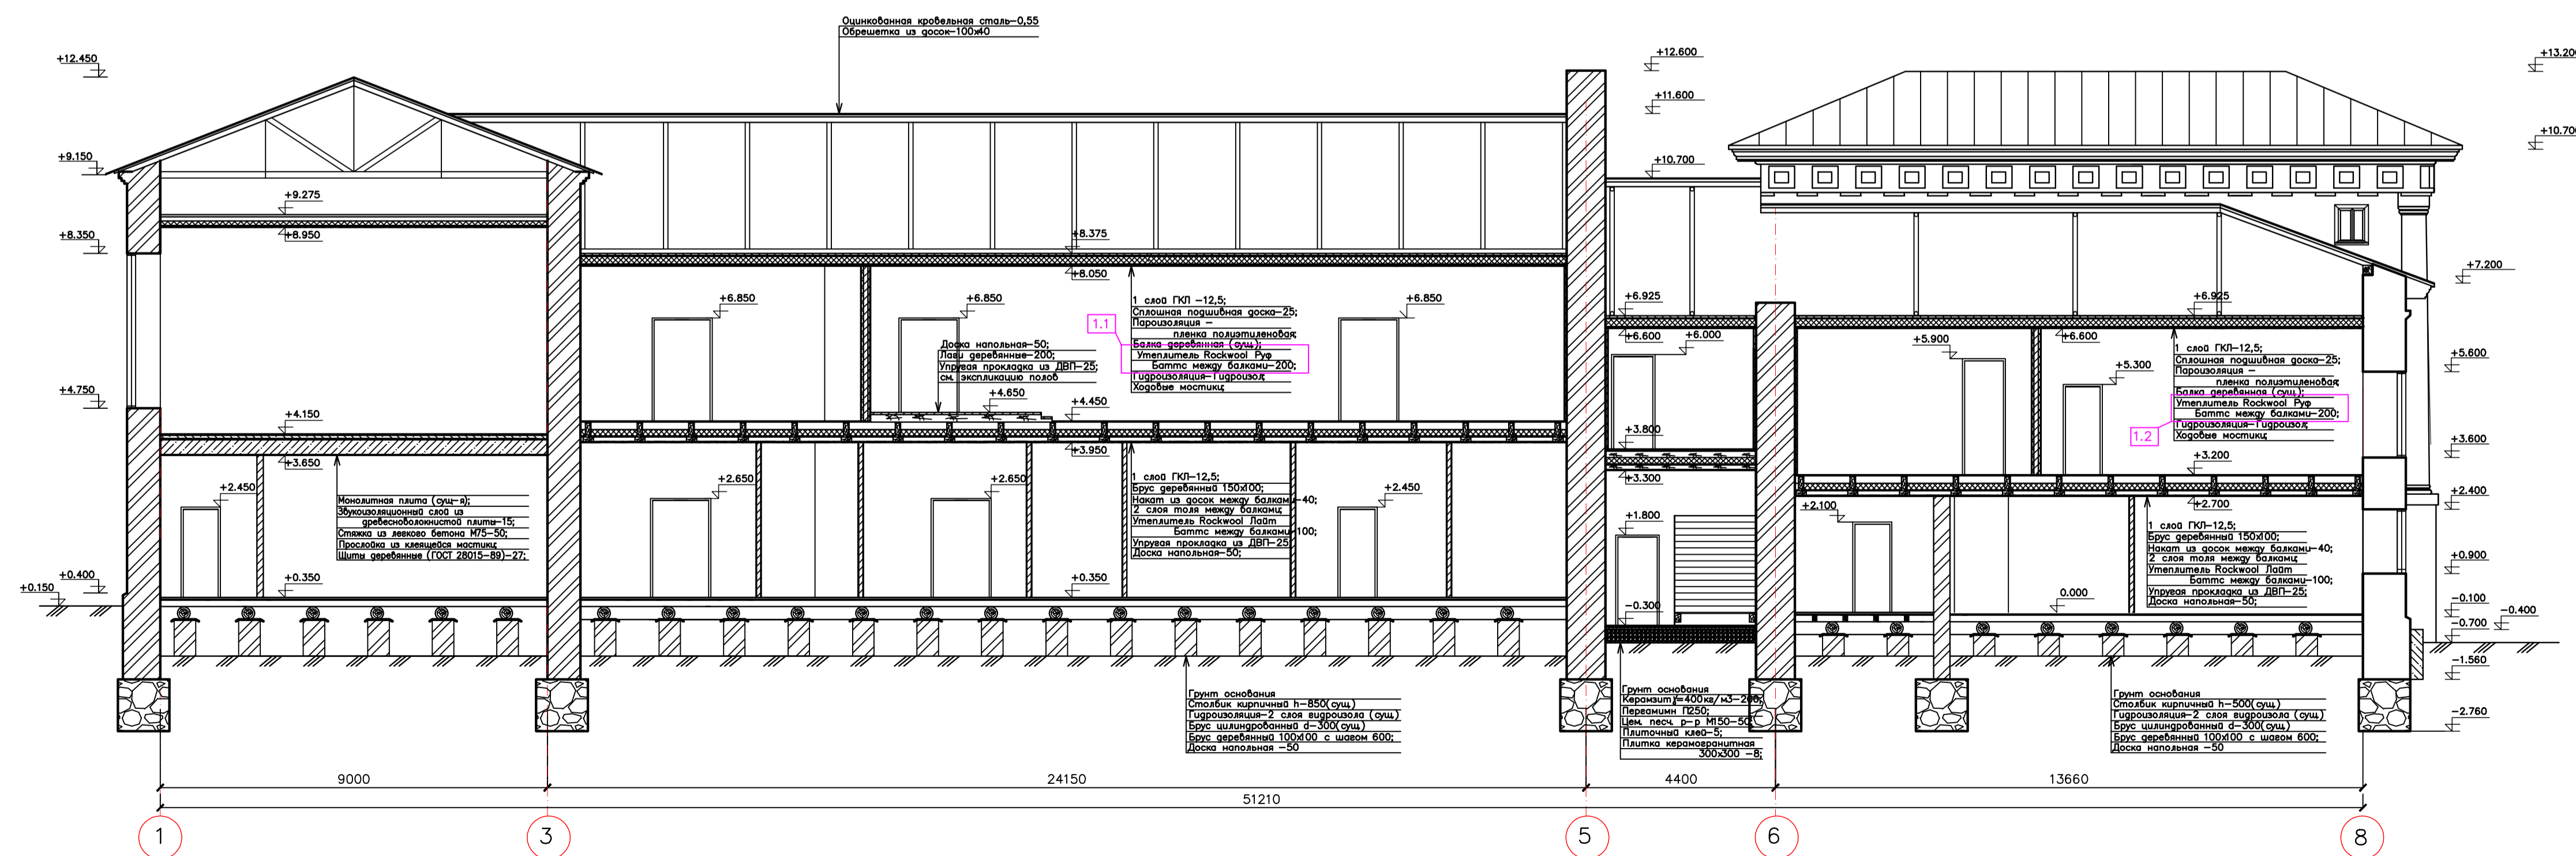 Оцинкованная кровельная сталь-0,55
Обрешетка из досок-100х40
+12.450
+9.150
+8.350
+4.750
+0.400
+0.150
+9.275
+8.950
+4.150
+3.650
+2.450
+0.350
Монолитная плита (сущ-я);
Звукоизоляционный слой из
древесноволокнистой плиты-15;
Стяжка из легкого бетона М75-50;
Прослойка из клеящейся мастики;
Щиты деревянные (ГОСТ 28015-89)-27;
+8.375
+8.050
+6.850
+6.850
+6.850
Доска напольная-50;
Лаги деревянные-200;
Упругая прокладка из ДВП-25;
см. экспликацию полов
+4.650
+4.450
1.1
1 слой ГКЛ -12,5;
Сплошная подшивная доска-25;
Пароизоляция -
пленка полиэтиленовая;
Балка деревянная (сущ);
Утеплитель Rockwool Руф
Баттс между балками-200;
Гидроизоляция-Гидроизол;
Ходовые мостики;
+3.950
+2.650
+2.650
+2.450
+0.350
1 слой ГКЛ-12,5;
Брус деревянный 150х100;
Накат из досок между балками-40;
2 слоя толя между балками;
Утеплитель Rockwool Лайт
Баттс между балками-100;
Упругая прокладка из ДВП-25;
Доска напольная-50;
Грунт основания
Столбик кирпичный h-850(сущ)
Гидроизоляция-2 слоя гидроизола (сущ)
Брус цилиндрованный d-300(сущ)
Брус деревянный 100х100 с шагом 600;
Доска напольная -50
+12.600
+11.600
+10.700
+6.925
+6.600
+6.000
+3.800
+3.300
+1.800
-0.300
Грунт основания
Керамзит γ=400кг/м3-200;
Пергамимн П250;
Цем. песч. р-р М150-50;
Плиточный клей-5;
Плитка керамогранитная
300х300 -8;
+6.925
+6.600
+5.900
+5.300
1 слой ГКЛ-12,5;
Сплошная подшивная доска-25;
Пароизоляция -
пленка полиэтиленовая;
Балка деревянная (сущ);
Утеплитель Rockwool Руф
Баттс между балками-200;
Гидроизоляция-Гидроизол;
Ходовые мостики;
1.2
+3.200
+2.700
+2.100
0.000
1 слой ГКЛ-12,5;
Брус деревянный 150х100;
Накат из досок между балками-40;
2 слоя толя между балками;
Утеплитель Rockwool Лайт
Баттс между балками-100;
Упругая прокладка из ДВП-25;
Доска напольная-50;
Грунт основания
Столбик кирпичный h-500(сущ)
Гидроизоляция-2 слоя гидроизола (сущ)
Брус цилиндрованный d-300(сущ)
Брус деревянный 100х100 с шагом 600;
Доска напольная -50
+13.200
+10.700
+7.200
+5.600
+3.600
+2.400
+0.900
-0.100
-0.400
-0.700
-1.560
-2.760
9000
24150
4400
13660
51210
1
3
5
6
8